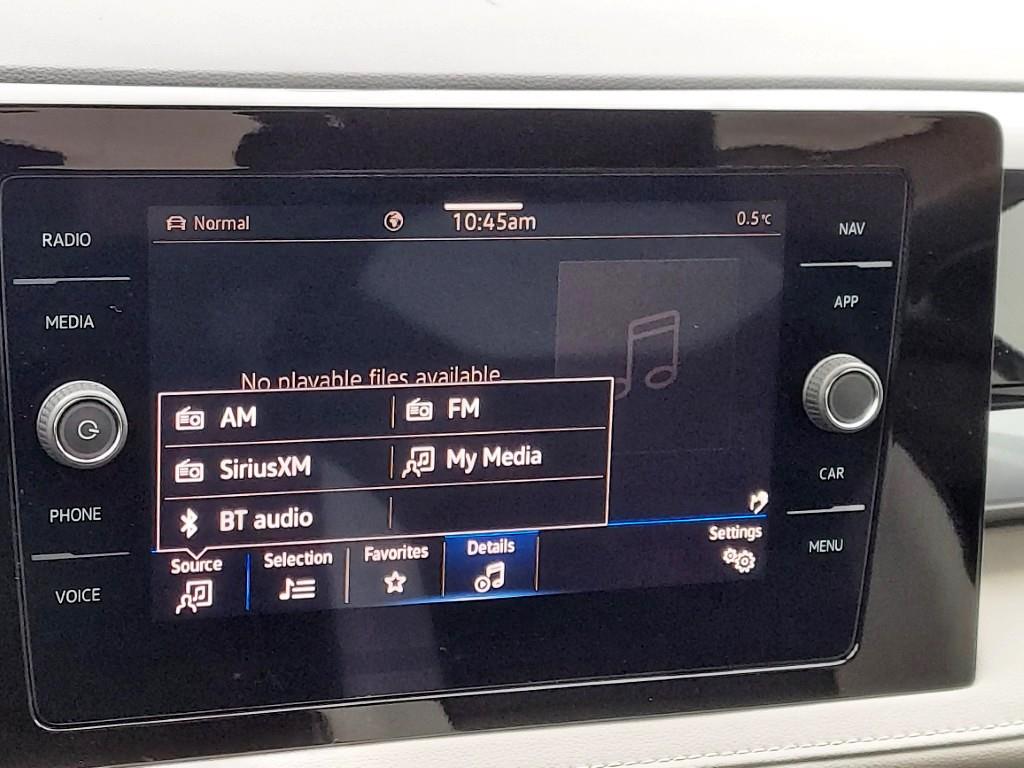 Normal
10:45am
0.5°C
RADIO
MEDIA
PHONE
VOICE
NAV
APP
CAR
MENU
No playable files available
AM
FM
SiriusXM
My Media
BT audio
Source
Selection
Favorites
Details
Settings